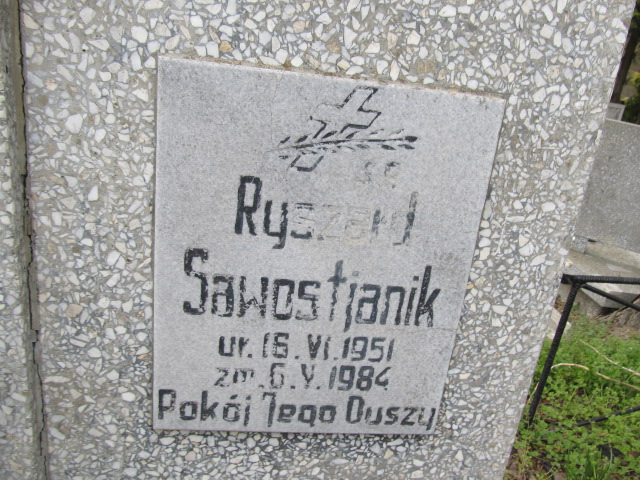 Ś.P.
Ryszard
Sawostjanik
ur. 16. VI. 1951
zm. 6. V. 1984
Pokój Jego Duszy